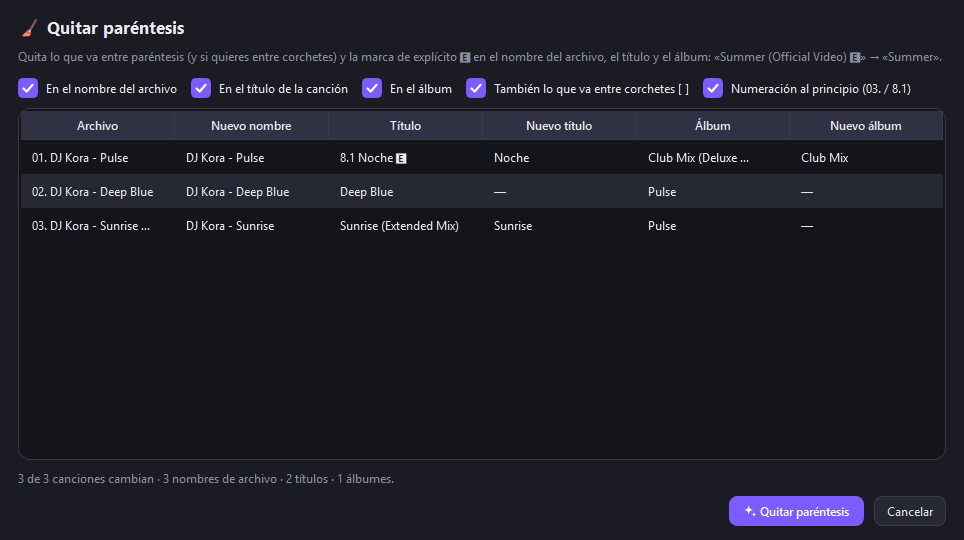 Quitar paréntesis
Quita lo que va entre paréntesis (y si quieres entre corchetes) y la marca de explícito 🅴 en el nombre del archivo, el título y el álbum: «Summer (Official Video) 🅴» → «Summer».
En el nombre del archivo En el título de la canción En el álbum También lo que va entre corchetes [ ] Numeración al principio (03. / 8.1)
Archivo Nuevo nombre Título Nuevo título Álbum Nuevo álbum
01. DJ Kora - Pulse DJ Kora - Pulse 8.1 Noche 🅴 Noche Club Mix (Deluxe ... Club Mix
02. DJ Kora - Deep Blue DJ Kora - Deep Blue Deep Blue — Pulse —
03. DJ Kora - Sunrise ... DJ Kora - Sunrise Sunrise (Extended Mix) Sunrise Pulse —
3 de 3 canciones cambian · 3 nombres de archivo · 2 títulos · 1 álbumes.
Quitar paréntesis Cancelar